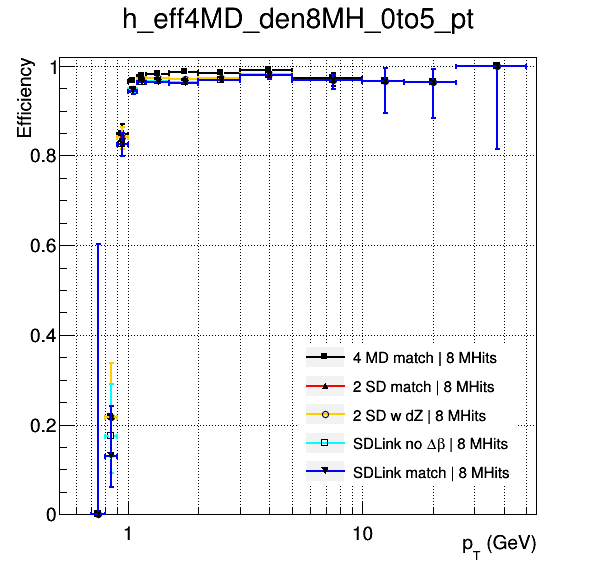 h_eff4MD_den8MH_0to5_pt
Efficiency
1
0.8
0.6
0.4
0.2
0
4 MD match | 8 MHits
2 SD match | 8 MHits
2 SD w dZ | 8 MHits
SDLink no Δβ | 8 MHits
SDLink match | 8 MHits
1
10
p_T (GeV)